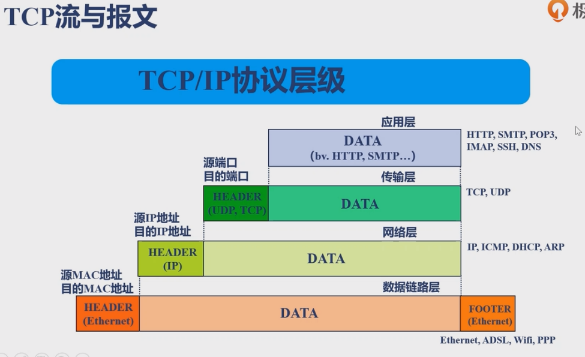 TCP流与报文
TCP/IP协议层级
应用层
DATA
(bv. HTTP, SMTP…)
HTTP, SMTP, POP3,
IMAP, SSH, DNS
源端口
目的端口
传输层
HEADER
(UDP, TCP)
DATA
TCP, UDP
源IP地址
目的IP地址
网络层
HEADER
(IP)
DATA
IP, ICMP, DHCP, ARP
源MAC地址
目的MAC地址
数据链路层
HEADER
(Ethernet)
DATA
FOOTER
(Ethernet)
Ethernet, ADSL, Wifi, PPP